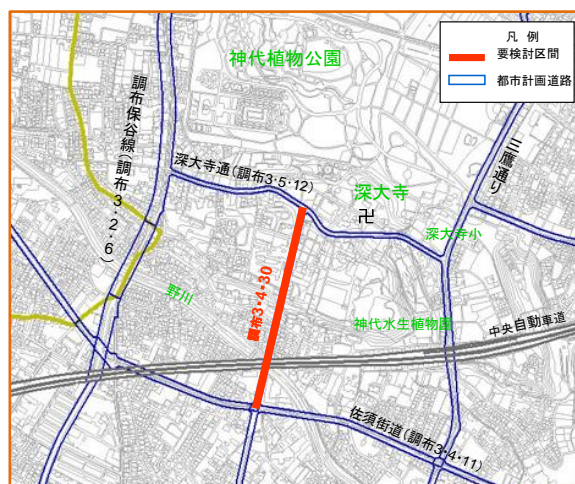 凡 例
要検討区間
都市計画道路
神代植物公園
調布保谷線(調布3・2・6)
三鷹通り
深大寺通(調布3・5・12)
深大寺
卍
深大寺小
野川
調布3・4・30
神代水生植物園
中央自動車道
佐須街道(調布3・4・11)